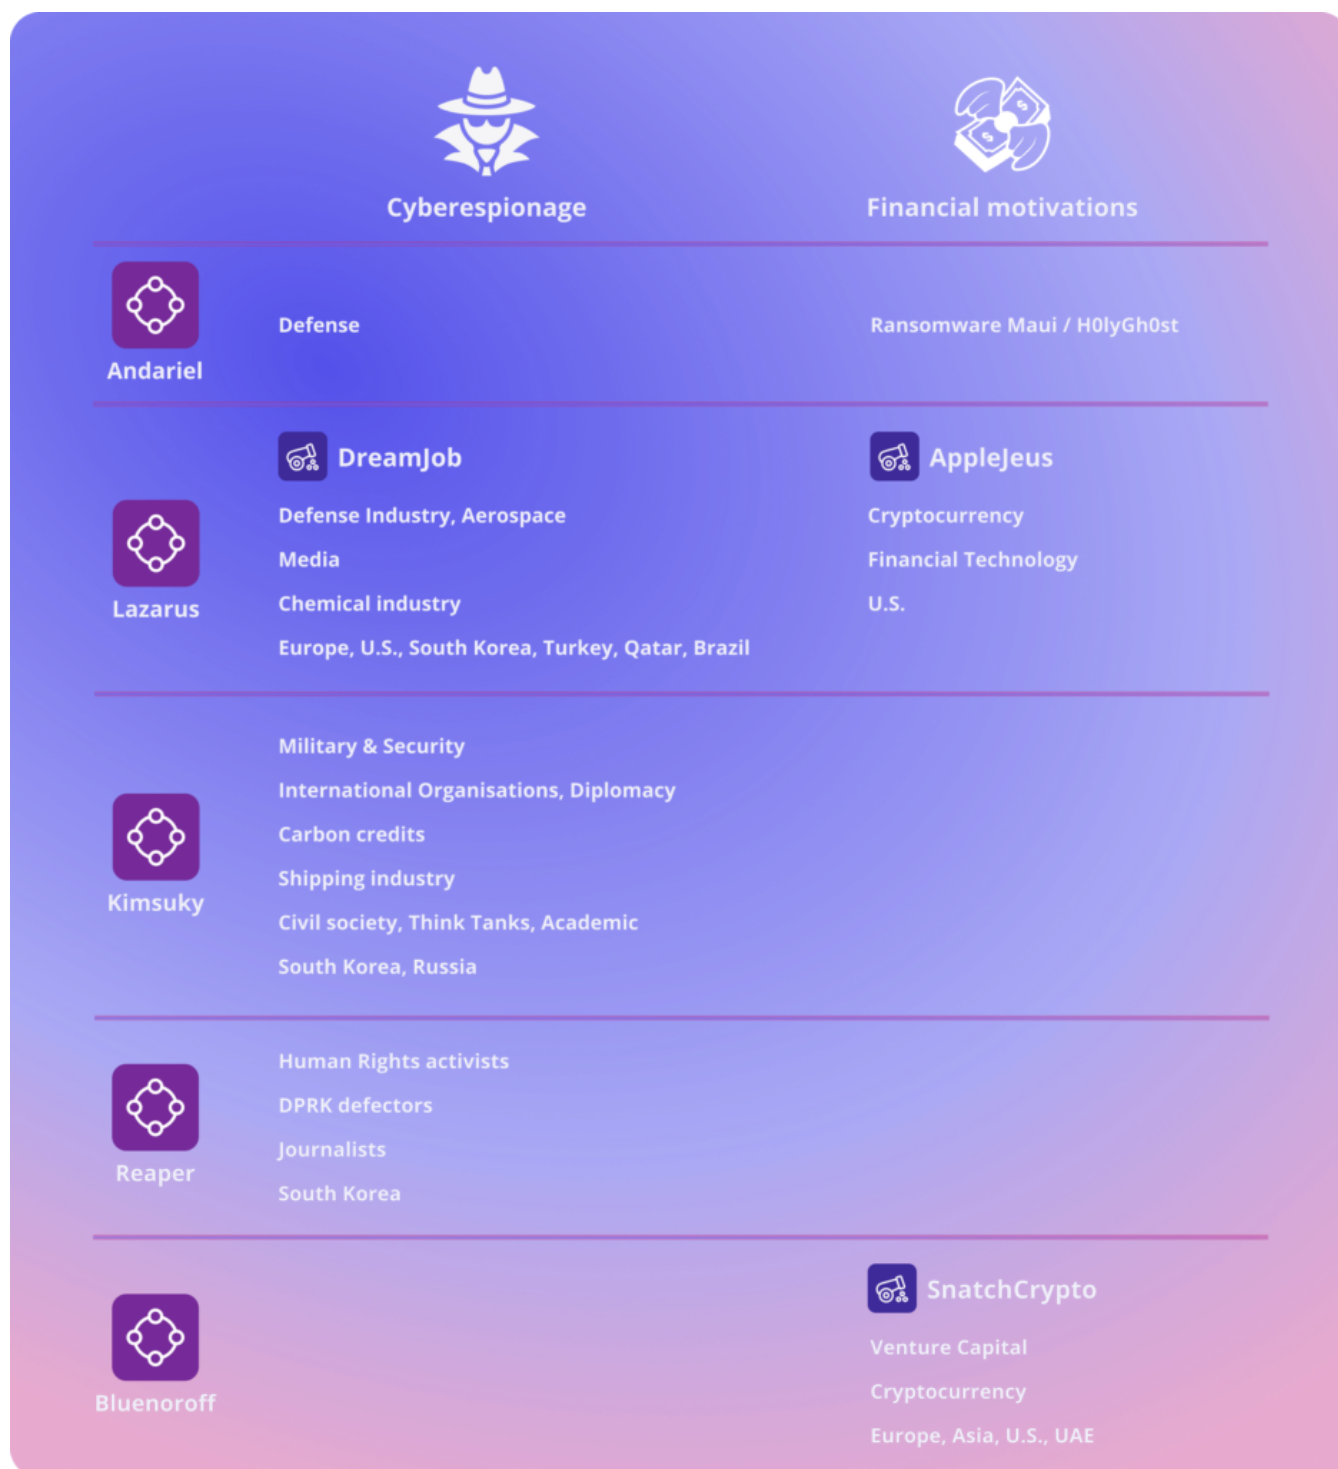 Cyberespionage
Financial motivations
Andariel
Defense
Ransomware Maui / H0lyGh0st
Lazarus
DreamJob
Defense Industry, Aerospace
Media
Chemical industry
Europe, U.S., South Korea, Turkey, Qatar, Brazil
AppleJeus
Cryptocurrency
Financial Technology
U.S.
Kimsuky
Military & Security
International Organisations, Diplomacy
Carbon credits
Shipping industry
Civil society, Think Tanks, Academic
South Korea, Russia
Reaper
Human Rights activists
DPRK defectors
Journalists
South Korea
Bluenoroff
SnatchCrypto
Venture Capital
Cryptocurrency
Europe, Asia, U.S., UAE